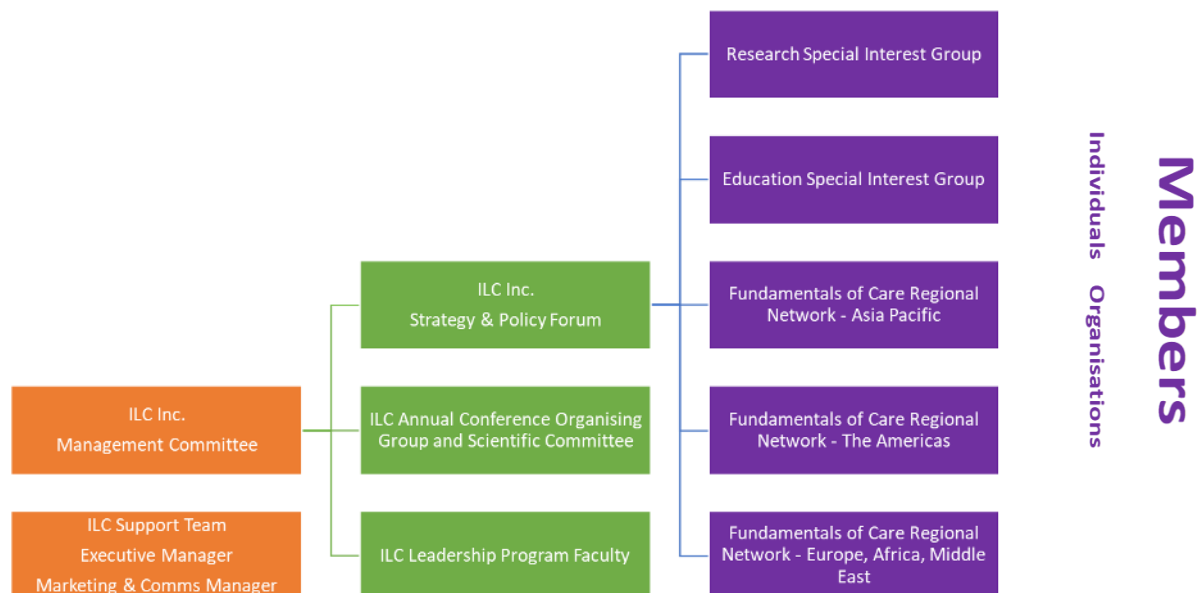 ILC Inc.
Management Committee
ILC Support Team
Executive Manager
Marketing & Comms Manager
ILC Inc.
Strategy & Policy Forum
ILC Annual Conference Organising
Group and Scientific Committee
ILC Leadership Program Faculty
Research Special Interest Group
Education Special Interest Group
Fundamentals of Care Regional
Network - Asia Pacific
Fundamentals of Care Regional
Network - The Americas
Fundamentals of Care Regional
Network - Europe, Africa, Middle
East
Members
Individuals Organisations